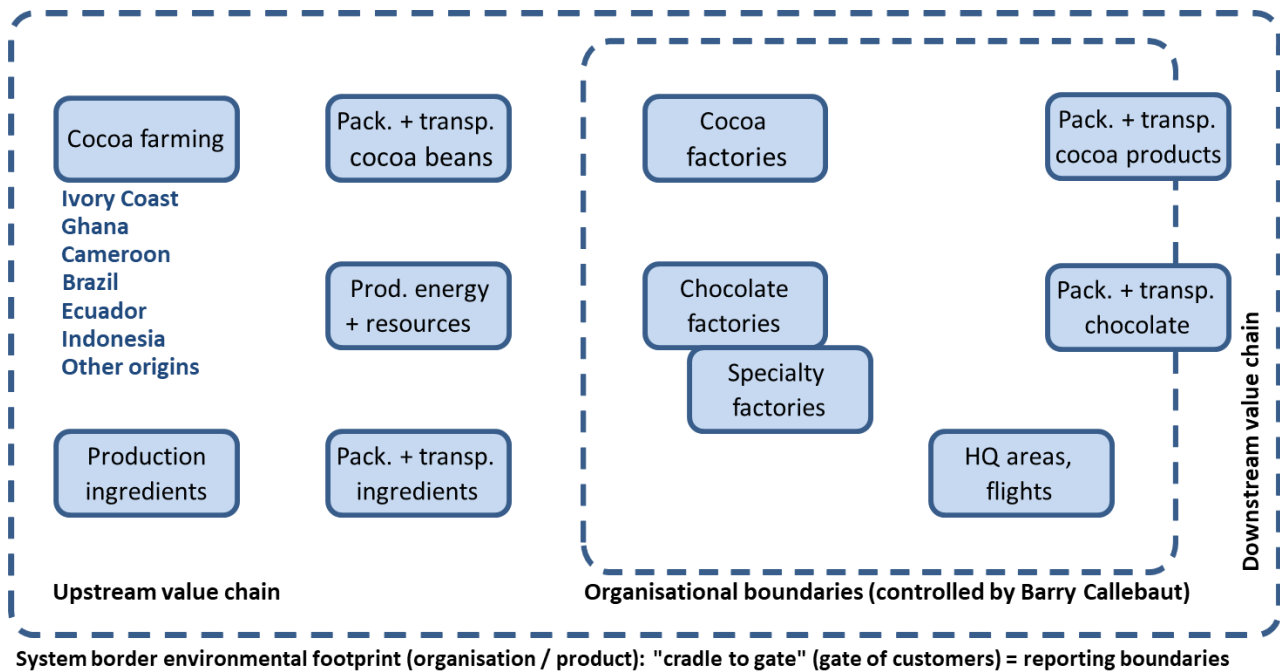 Cocoa farming
Ivory Coast
Ghana
Cameroon
Brazil
Ecuador
Indonesia
Other origins
Production
ingredients
Pack. + transp.
cocoa beans
Prod. energy
+ resources
Pack. + transp.
ingredients
Cocoa
factories
Chocolate
factories
Specialty
factories
HQ areas,
flights
Pack. + transp.
cocoa products
Pack. + transp.
chocolate
Downstream value chain
Upstream value chain
Organisational boundaries (controlled by Barry Callebaut)
System border environmental footprint (organisation / product): "cradle to gate" (gate of customers) = reporting boundaries